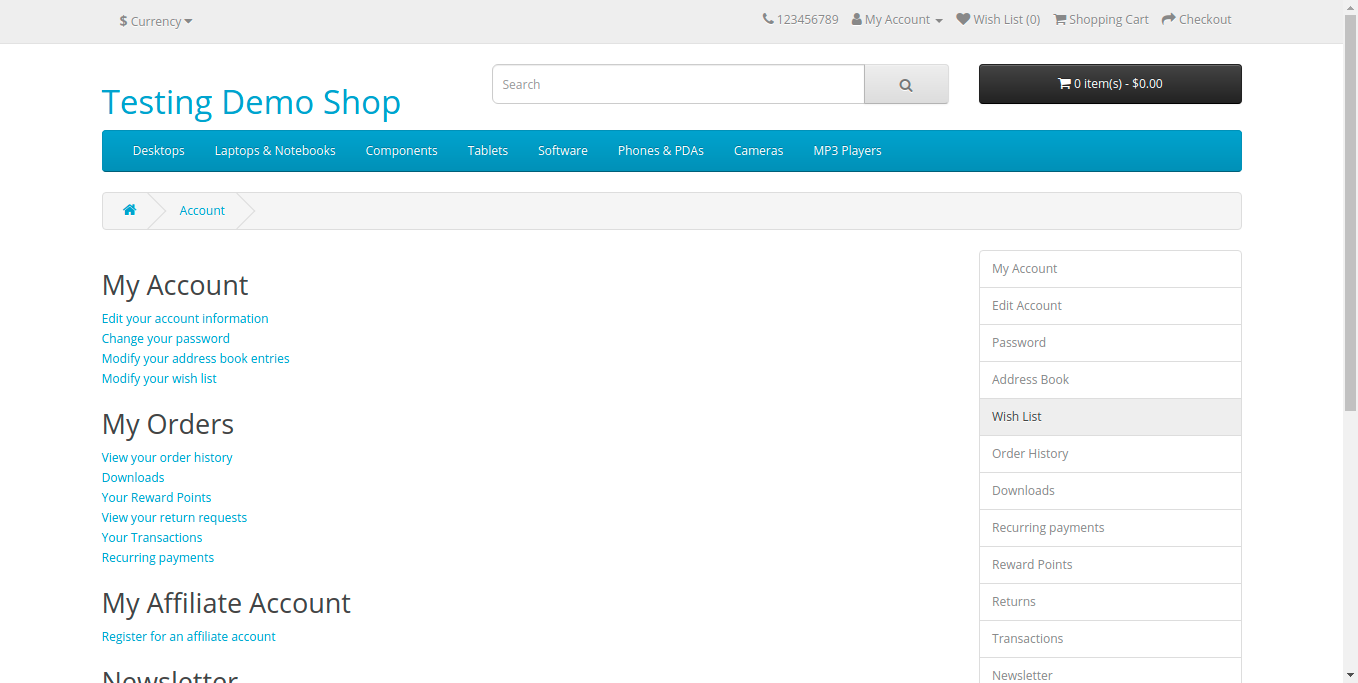 $ Currency
123456789 My Account Wish List (0) Shopping Cart Checkout
Testing Demo Shop
Search
0 item(s) - $0.00
Desktops Laptops & Notebooks Components Tablets Software Phones & PDAs Cameras MP3 Players
Account
My Account
Edit your account information
Change your password
Modify your address book entries
Modify your wish list
My Orders
View your order history
Downloads
Your Reward Points
View your return requests
Your Transactions
Recurring payments
My Affiliate Account
Register for an affiliate account
Newsletter
My Account
Edit Account
Password
Address Book
Wish List
Order History
Downloads
Recurring payments
Reward Points
Returns
Transactions
Newsletter